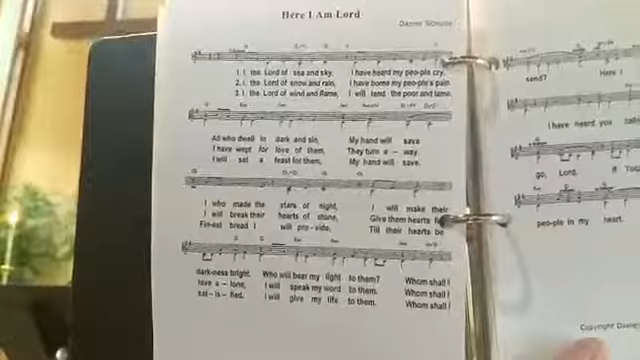 Here I Am Lord
1. I, the Lord of sea and sky, I have heard my peo-ple cry,
2. I, the Lord of snow and rain, I have borne my peo-ple's pain
3. I, the Lord of wind and flame, I will tend the poor and lame.
All who dwell in dark and sin, My hand will save
I have wept for love of them, They turn a - way
I will set a feast for them, My hand will save.
I who made the stars of night, I will make their
I will break their hearts of stone, Give them hearts
Fin-est bread I will pro-vide, Till their hearts be
dark-ness bright. Who will bear my light to them? Whom shall I
love a - lone, I will speak my word to them. Whom shall I
sat - is - fied. I will give my life to them. Whom shall I
send? Here I
I have heard you
go, Lord, if
peo-ple in my heart.
Copyright